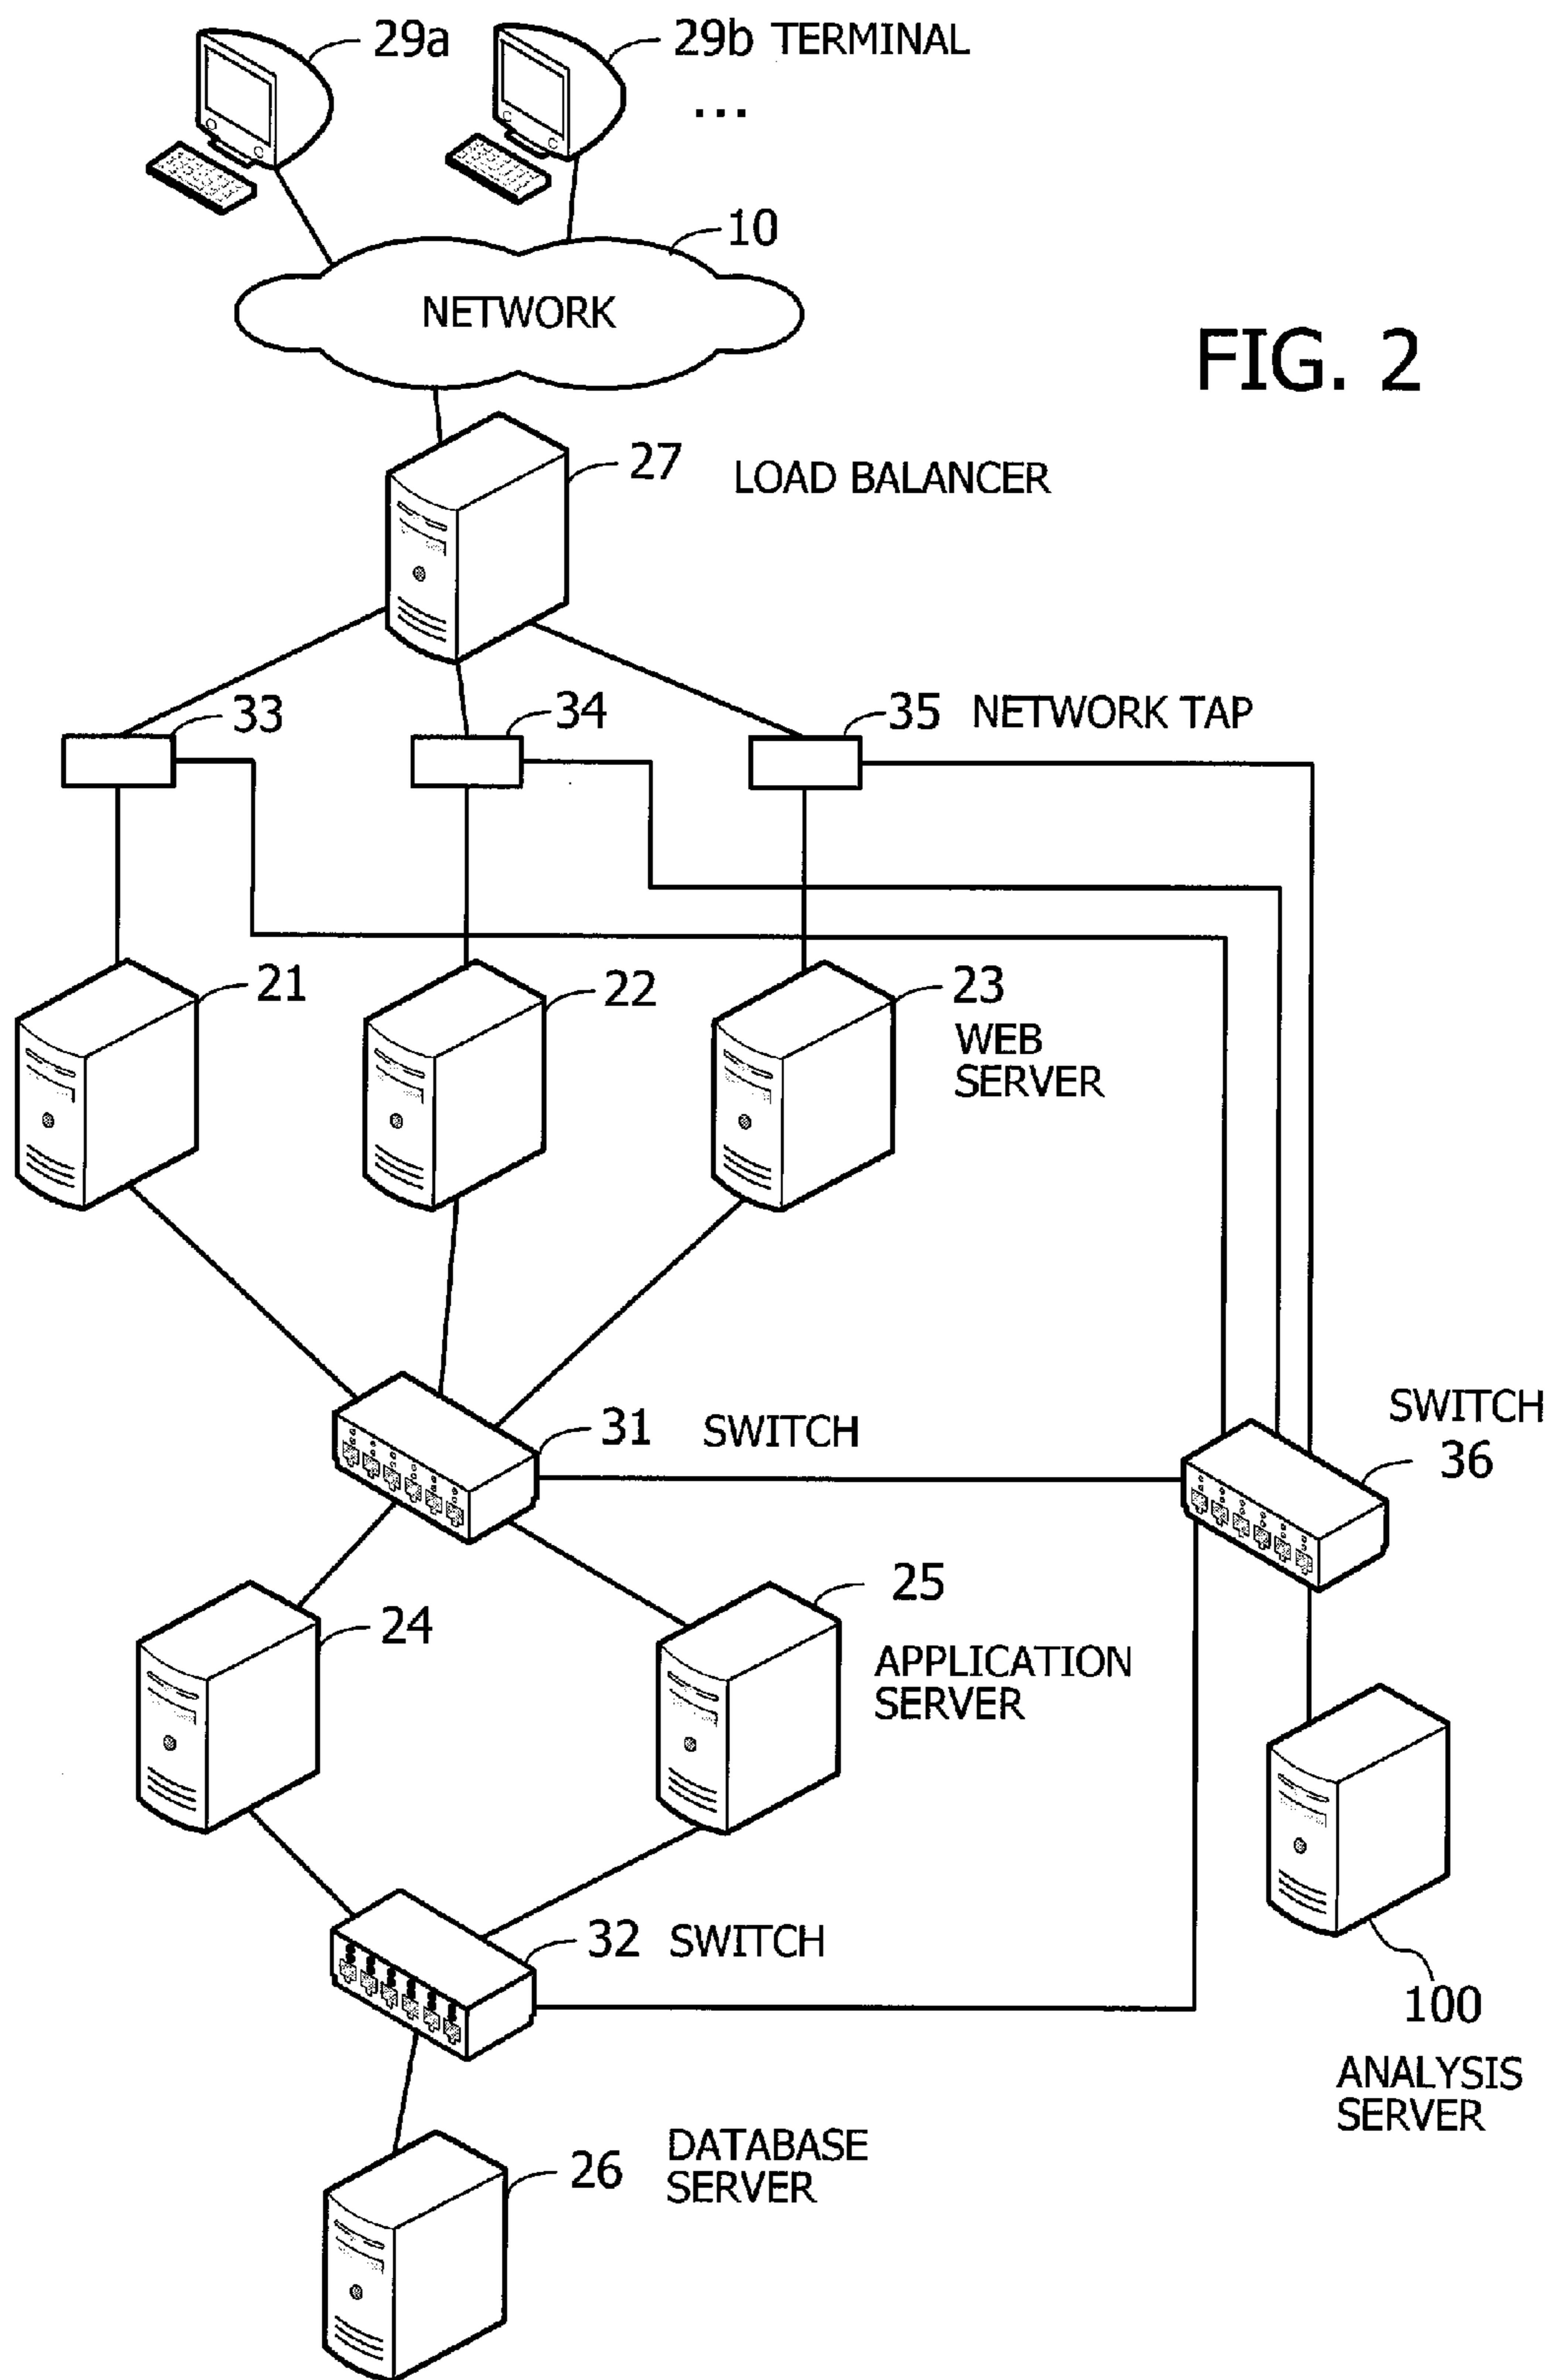 29a
29b TERMINAL
...
10
NETWORK
FIG. 2
27 LOAD BALANCER
33
34
35 NETWORK TAP
21
22
23
WEB
SERVER
31 SWITCH
SWITCH
36
24
25
APPLICATION
SERVER
32 SWITCH
100
ANALYSIS
SERVER
26
DATABASE
SERVER